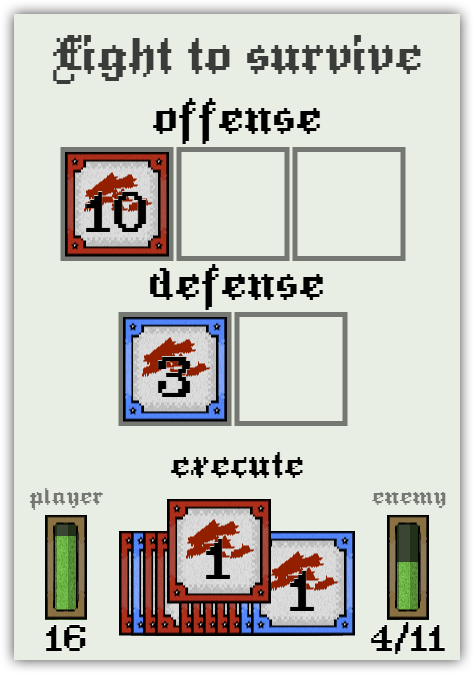 Fight to survive
offense
10
defense
3
execute
player
enemy
1
1
16
4/11